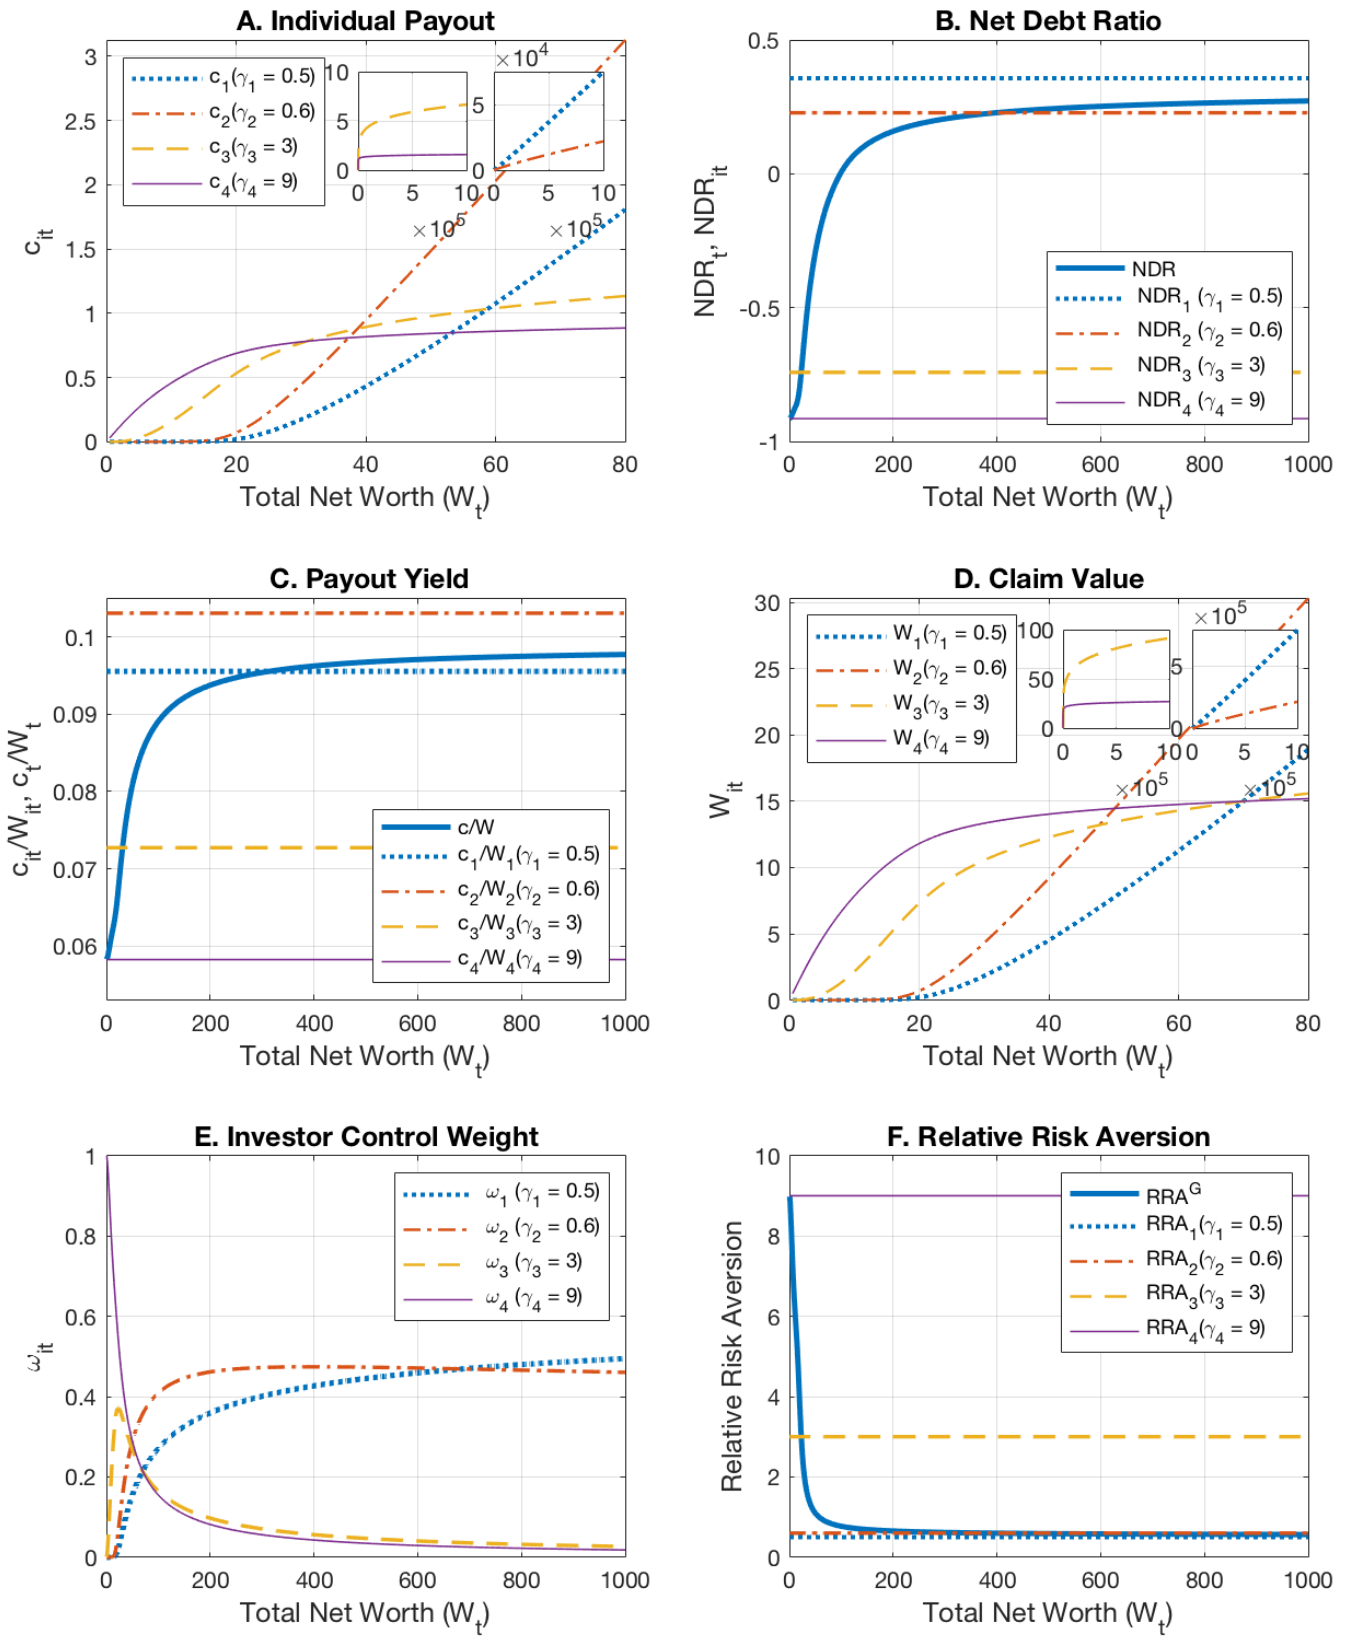 A. Individual Payout
c_it
3
2.5
2
1.5
1
0.5
0
c₁(γ₁ = 0.5)
c₂(γ₂ = 0.6)
c₃(γ₃ = 3)
c₄(γ₄ = 9)
10
5
0
0 5 10
×10⁵
×10⁴
5
0
0 5 10
×10⁵
0 20 40 60 80
Total Net Worth (W_t)
B. Net Debt Ratio
NDR_t, NDR_it
0.5
0
-0.5
-1
NDR
NDR₁ (γ₁ = 0.5)
NDR₂ (γ₂ = 0.6)
NDR₃ (γ₃ = 3)
NDR₄ (γ₄ = 9)
0 200 400 600 800 1000
Total Net Worth (W_t)
C. Payout Yield
c_it/W_it, c_t/W_t
0.1
0.09
0.08
0.07
0.06
c/W
c₁/W₁(γ₁ = 0.5)
c₂/W₂(γ₂ = 0.6)
c₃/W₃(γ₃ = 3)
c₄/W₄(γ₄ = 9)
0 200 400 600 800 1000
Total Net Worth (W_t)
D. Claim Value
W_it
30
25
20
15
10
5
0
W₁(γ₁ = 0.5)
W₂(γ₂ = 0.6)
W₃(γ₃ = 3)
W₄(γ₄ = 9)
100
50
0
0 5 10
×10⁵
×10⁵
5
0
0 5 10
×10⁵
0 20 40 60 80
Total Net Worth (W_t)
E. Investor Control Weight
ω_it
1
0.8
0.6
0.4
0.2
0
ω₁ (γ₁ = 0.5)
ω₂ (γ₂ = 0.6)
ω₃ (γ₃ = 3)
ω₄ (γ₄ = 9)
0 200 400 600 800 1000
Total Net Worth (W_t)
F. Relative Risk Aversion
Relative Risk Aversion
10
8
6
4
2
0
RRA^G
RRA₁(γ₁ = 0.5)
RRA₂(γ₂ = 0.6)
RRA₃(γ₃ = 3)
RRA₄(γ₄ = 9)
0 200 400 600 800 1000
Total Net Worth (W_t)